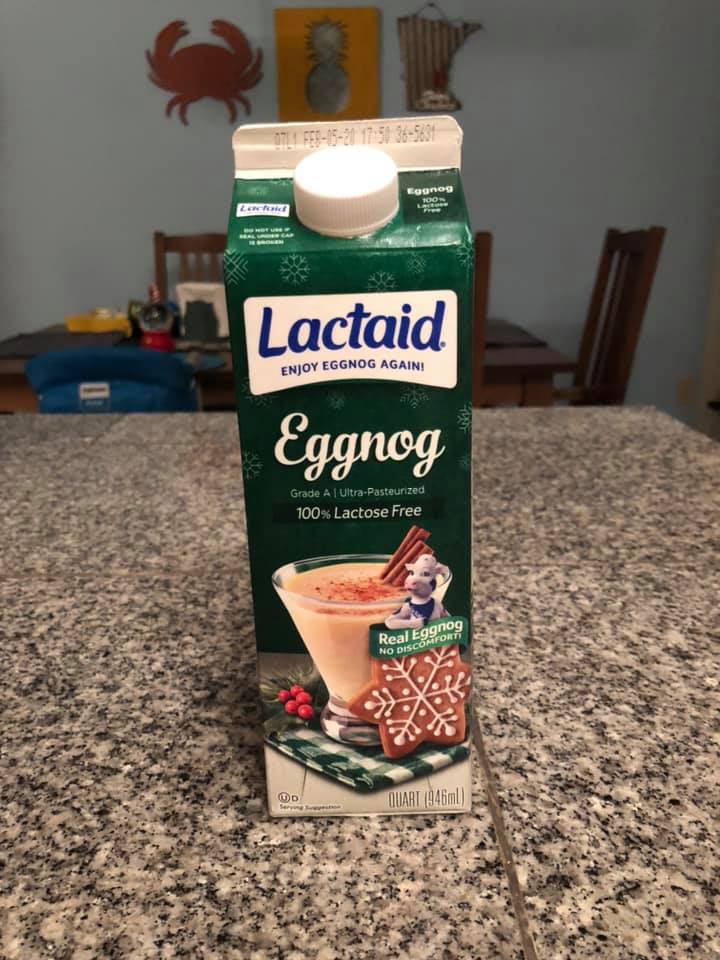 07L1 FEB-05-20 17:50 36-5631
Lactaid
DO NOT USE IF
SEAL UNDER CAP
IS BROKEN
Eggnog
100%
Lactose
Free
Lactaid®
ENJOY EGGNOG AGAIN!
Eggnog
Grade A | Ultra-Pasteurized
100% Lactose Free
Real Eggnog
NO DISCOMFORT!
U D
Serving Suggestion
QUART (946ml)